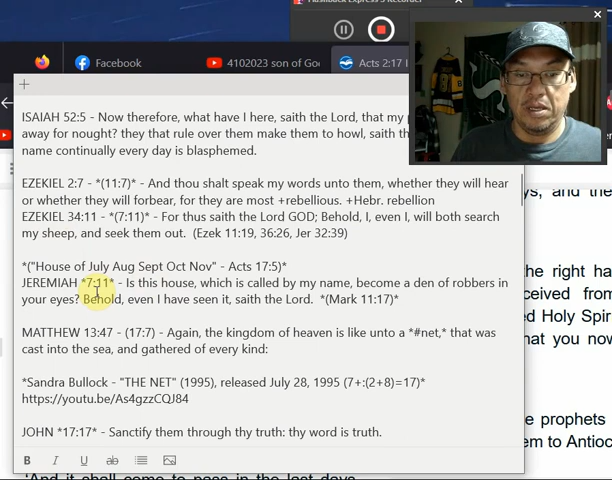 Flashback Express 5 Recorder
Facebook
4102023 son of Go
Acts 2:17 I
ISAIAH 52:5 - Now therefore, what have I here, saith the Lord, that my
away for nought? they that rule over them make them to howl, saith
name continually every day is blasphemed.
EZEKIEL 2:7 - *(11:7)* - And thou shalt speak my words unto them, whether they will hear
or whether they will forbear, for they are most +rebellious. +Hebr. rebellion
EZEKIEL 34:11 - *(7:11)* - For thus saith the Lord GOD; Behold, I, even I, will both search
my sheep, and seek them out.  (Ezek 11:19, 36:26, Jer 32:39)
*("House of July Aug Sept Oct Nov" - Acts 17:5)*
JEREMIAH *7:11* - Is this house, which is called by my name, become a den of robbers in
your eyes? Behold, even I have seen it, saith the Lord.  *(Mark 11:17)*
MATTHEW 13:47 - (17:7) - Again, the kingdom of heaven is like unto a *#net,* that was
cast into the sea, and gathered of every kind:
*Sandra Bullock - "THE NET" (1995), released July 28, 1995 (7+:(2+8)=17)*
https://youtu.be/As4gzzCQJ84
JOHN *17:17* - Sanctify them through thy truth: thy word is truth.
B I U ab
ys, and the
he right ha
ceived from
ed Holy Spir
hat you now
e prophets
em to Antioc
'And it shall come to pass in the last days